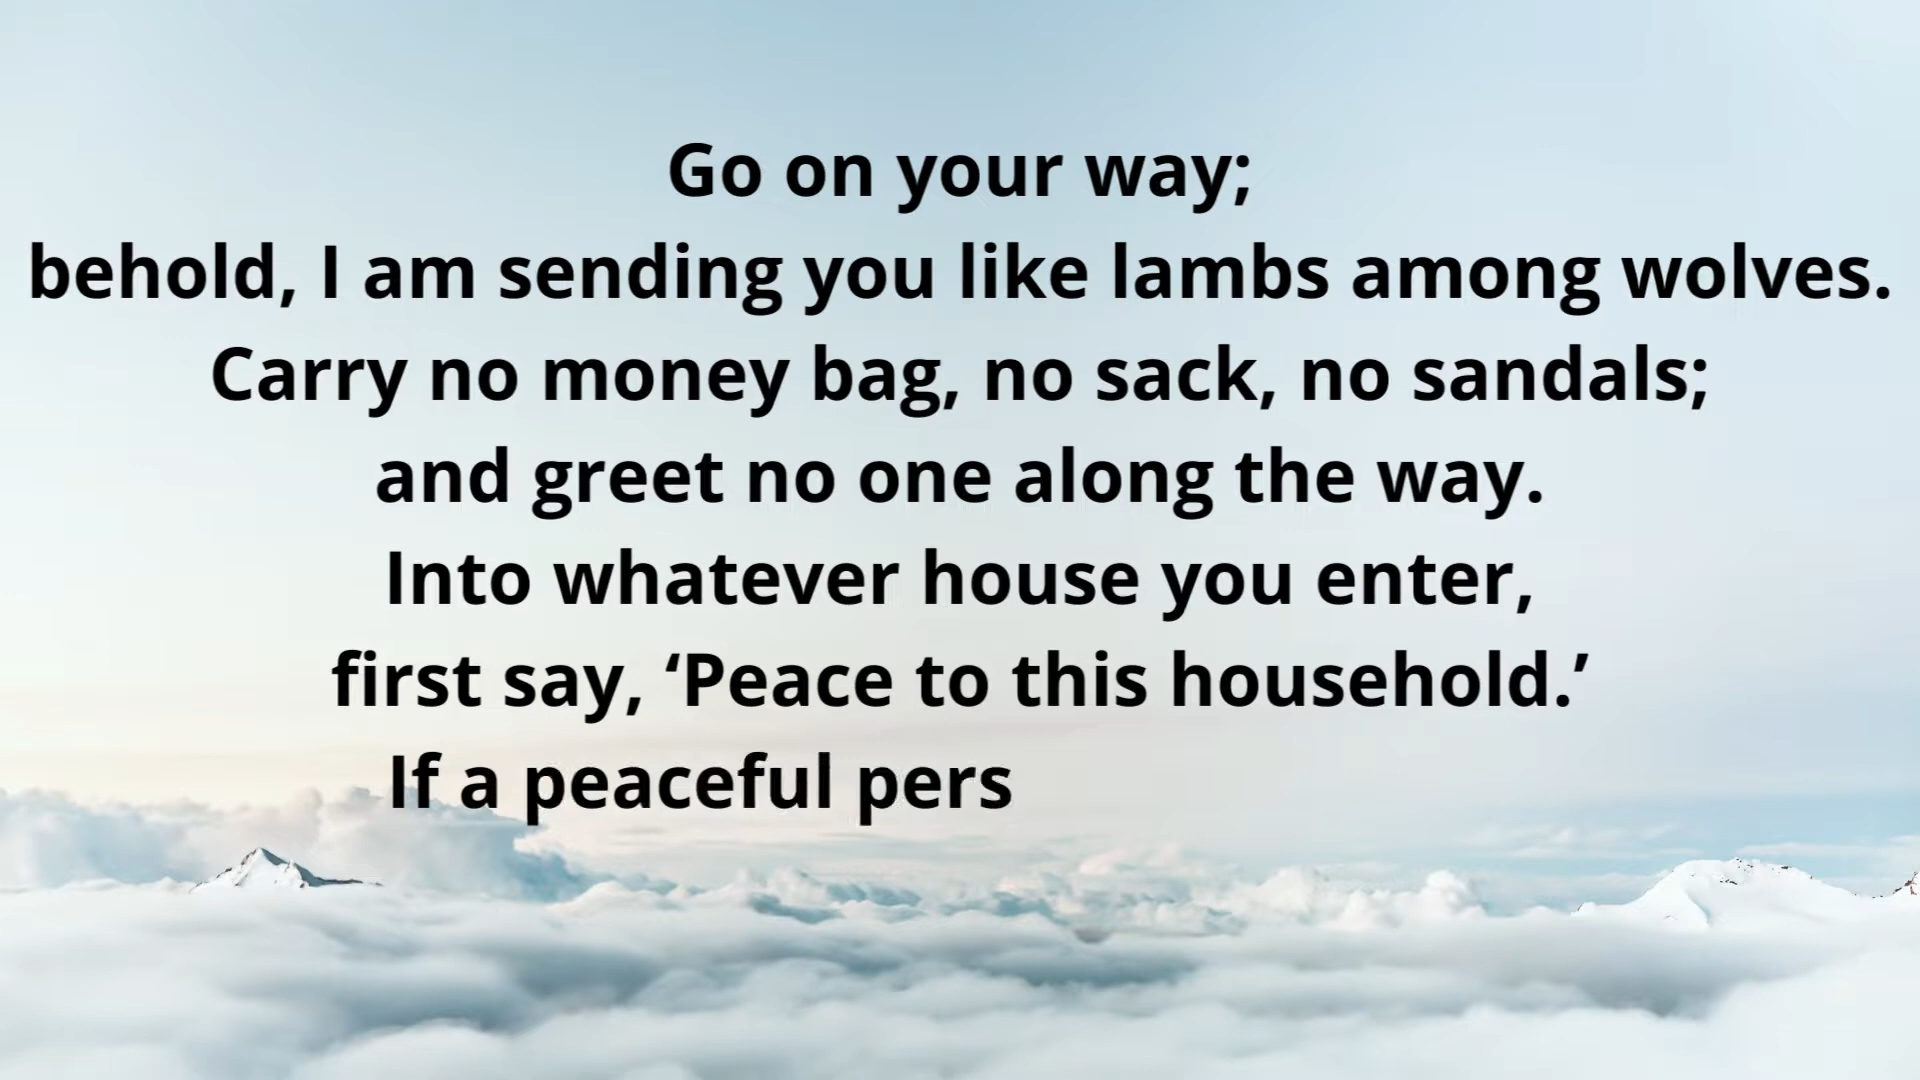 Go on your way;
behold, I am sending you like lambs among wolves.
Carry no money bag, no sack, no sandals;
and greet no one along the way.
Into whatever house you enter,
first say, ‘Peace to this household.’
If a peaceful pers